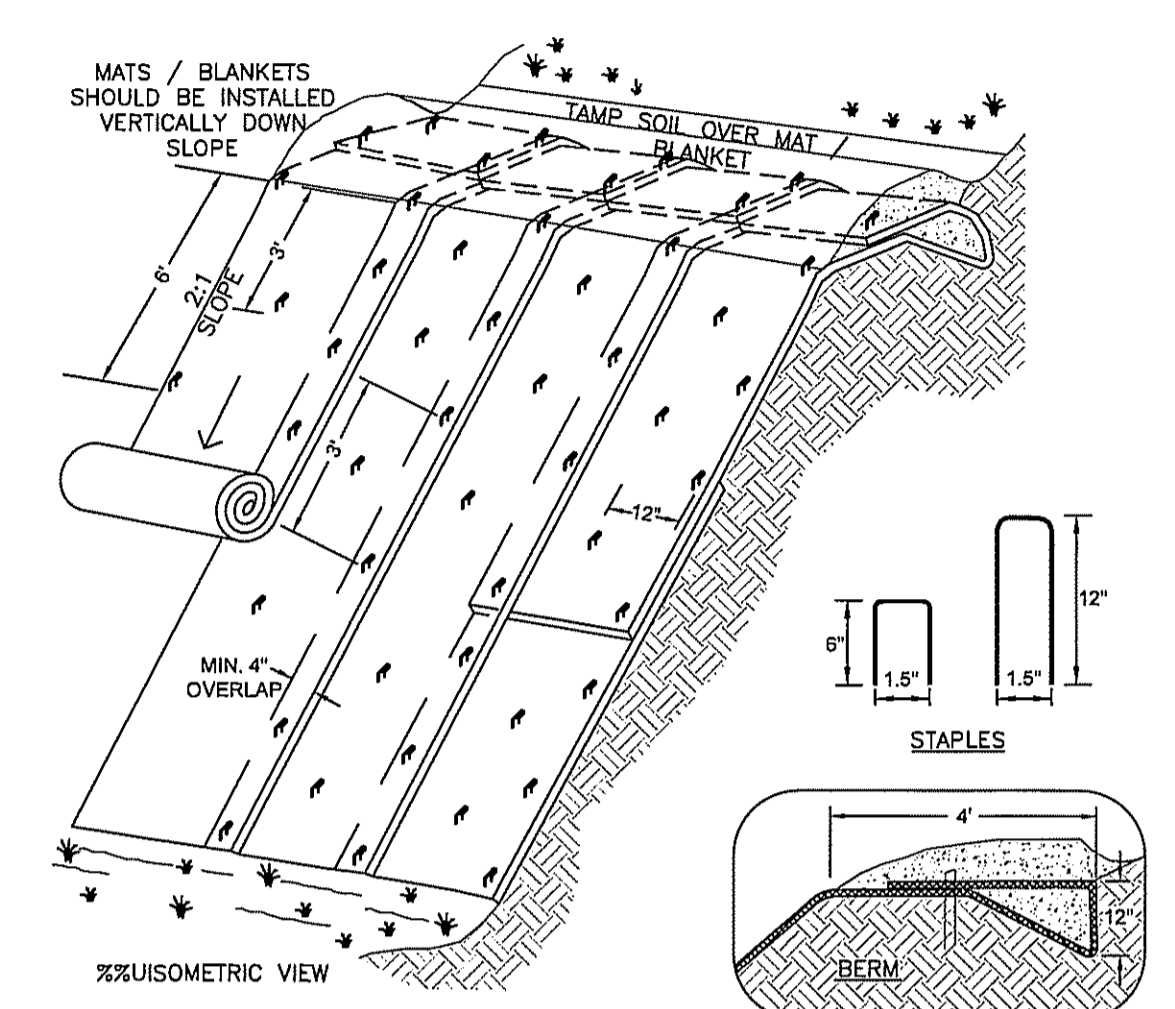 MATS / BLANKETS
SHOULD BE INSTALLED
VERTICALLY DOWN
SLOPE
TAMP SOIL OVER MAT /
BLANKET
6'
3'
2:1
SLOPE
3'
12"
MIN. 4"
OVERLAP
6"
1.5"
12"
1.5"
STAPLES
4'
12"
BERM
%%UISOMETRIC VIEW